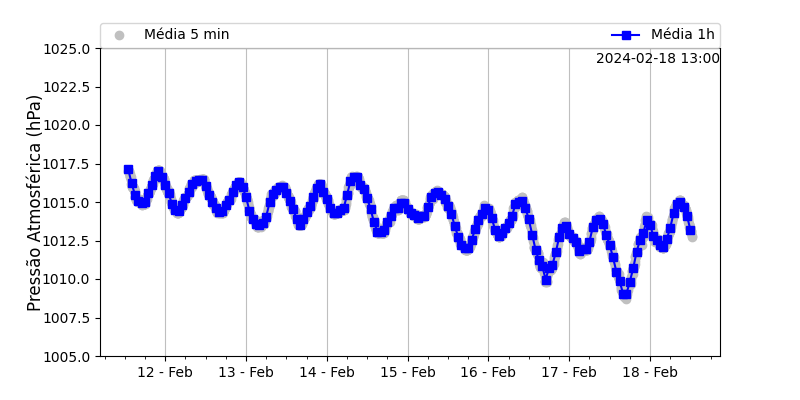 Média 5 min
Média 1h
2024-02-18 13:00
Pressão Atmosférica (hPa)
1025.0
1022.5
1020.0
1017.5
1015.0
1012.5
1010.0
1007.5
1005.0
12 - Feb
13 - Feb
14 - Feb
15 - Feb
16 - Feb
17 - Feb
18 - Feb